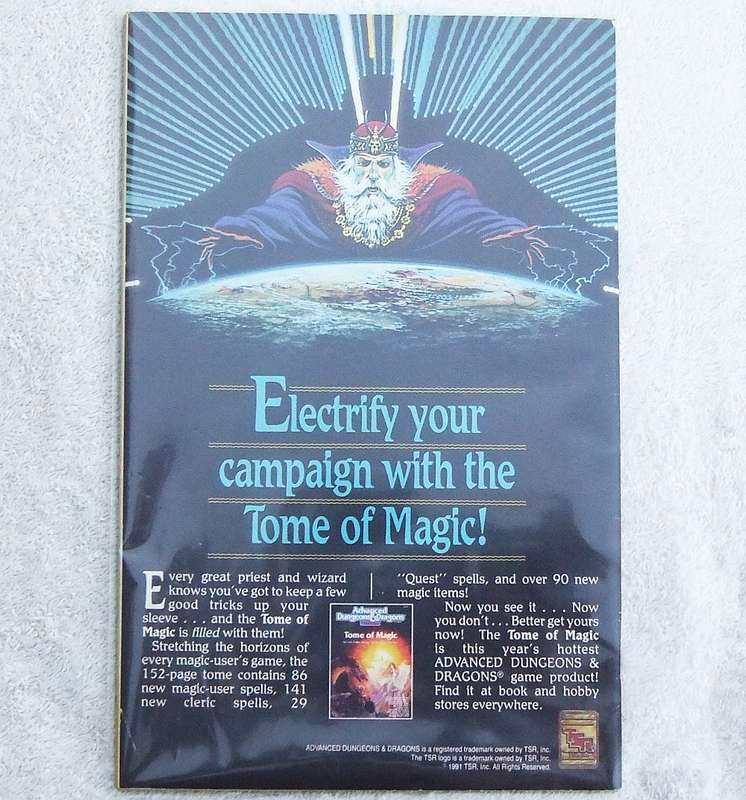 Electrify your
campaign with the
Tome of Magic!
Every great priest and wizard
knows you've got to keep a few
good tricks up your
sleeve . . . and the Tome of
Magic is filled with them!
Stretching the horizons of
every magic-user's game, the
152-page tome contains 86
new magic-user spells, 141
new cleric spells, 29
"Quest" spells, and over 90 new
magic items!
Now you see it . . . Now
you don't . . . Better get yours
now! The Tome of Magic
is this year's hottest
ADVANCED DUNGEONS &
DRAGONS® game product!
Find it at book and hobby
stores everywhere.
Advanced
Dungeons & Dragons
Tome of Magic
TSR
ADVANCED DUNGEONS & DRAGONS is a registered trademark owned by TSR, Inc.
The TSR logo is a trademark owned by TSR, Inc.
©1991 TSR, Inc. All Rights Reserved.